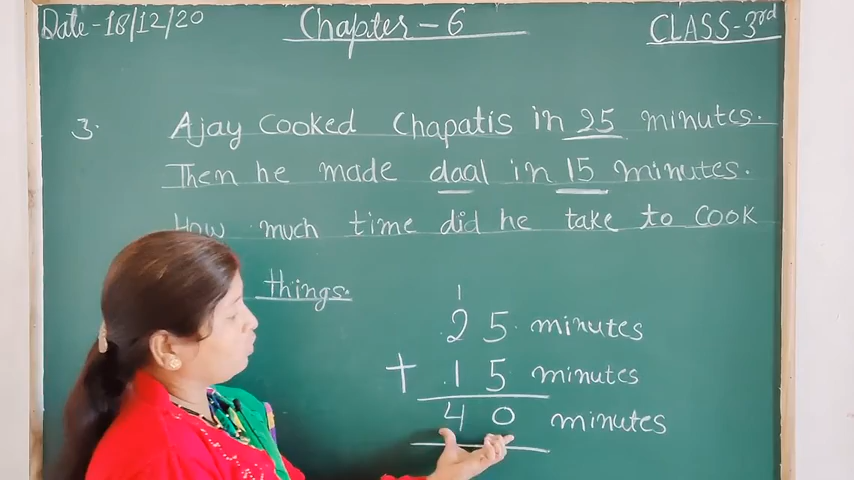 Date-18/12/20
Chapter-6
CLASS-3rd
3. Ajay cooked Chapatis in 25 minutes.
Then he made daal in 15 minutes.
How much time did he take to cook
things.
1
25 minutes
+ 15 minutes
40 minutes